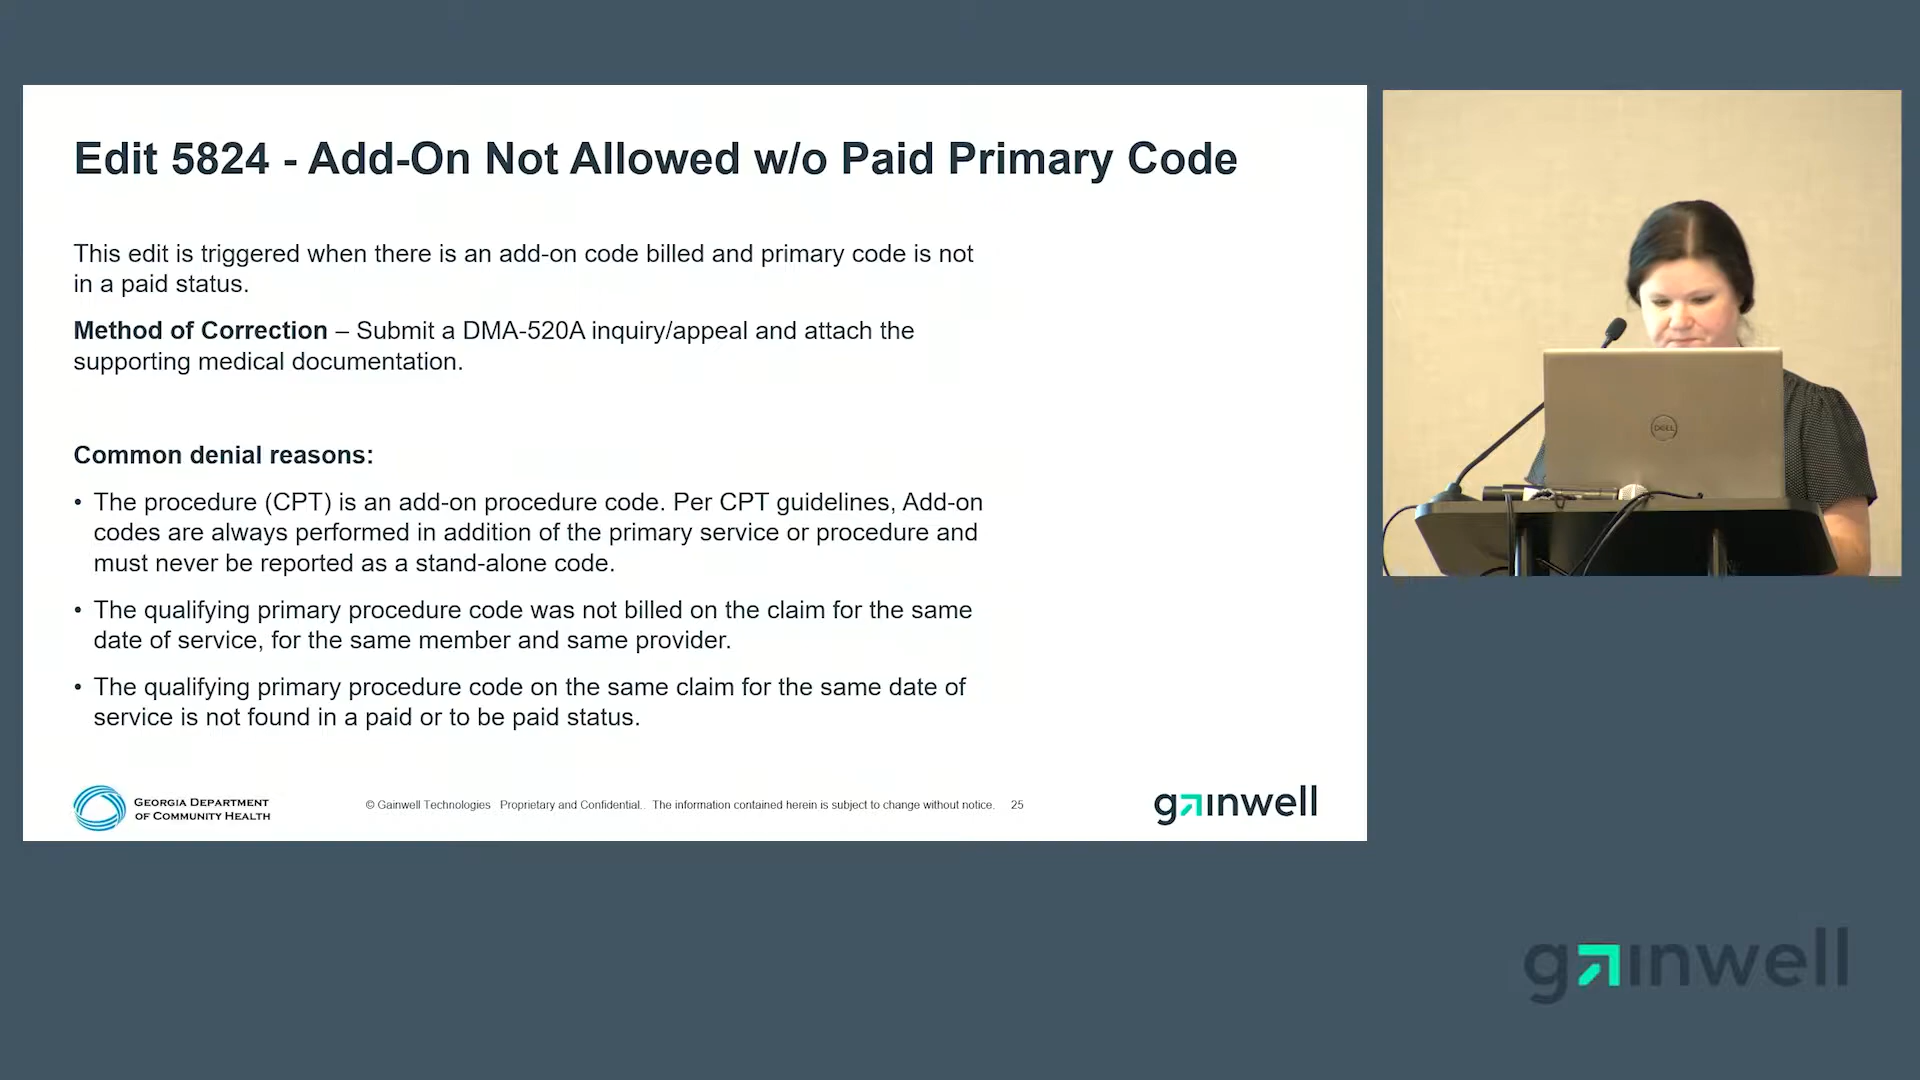 Edit 5824 - Add-On Not Allowed w/o Paid Primary Code
This edit is triggered when there is an add-on code billed and primary code is not
in a paid status.
Method of Correction – Submit a DMA-520A inquiry/appeal and attach the
supporting medical documentation.
Common denial reasons:
• The procedure (CPT) is an add-on procedure code. Per CPT guidelines, Add-on
codes are always performed in addition of the primary service or procedure and
must never be reported as a stand-alone code.
• The qualifying primary procedure code was not billed on the claim for the same
date of service, for the same member and same provider.
• The qualifying primary procedure code on the same claim for the same date of
service is not found in a paid or to be paid status.
GEORGIA DEPARTMENT
OF COMMUNITY HEALTH
© Gainwell Technologies Proprietary and Confidential.. The information contained herein is subject to change without notice. 25
gainwell
DELL
gainwell